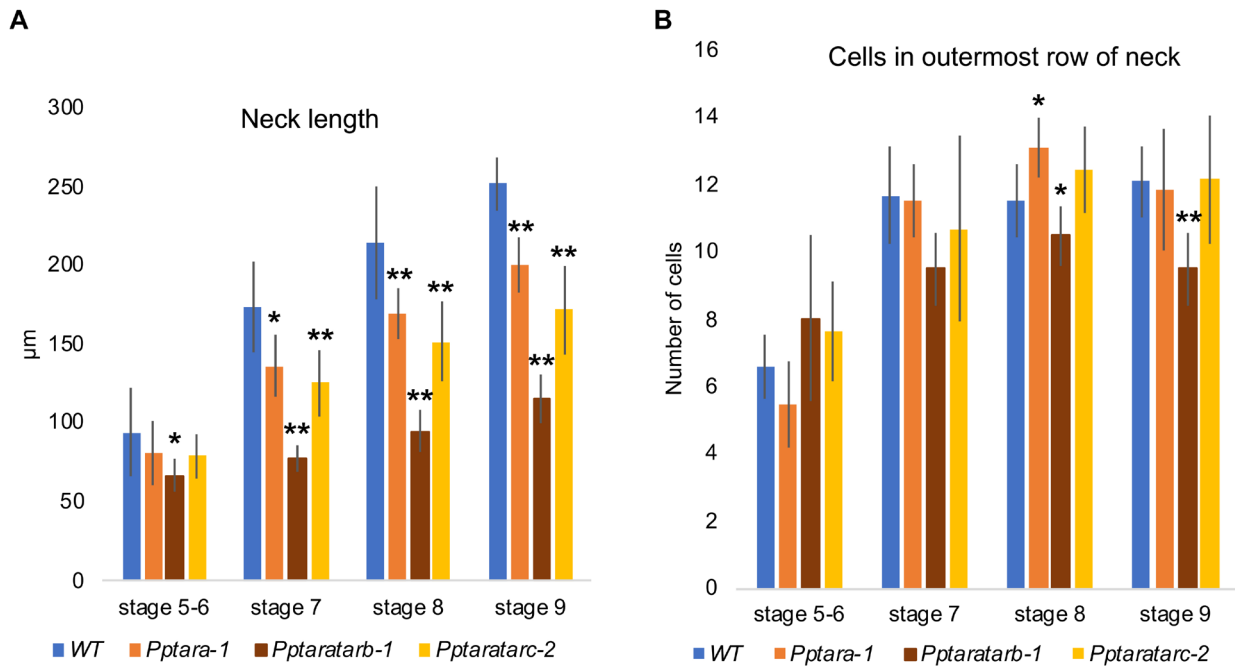 A
Neck length
300
250
200
150
100
50
0
µm
**
**
**
**
**
**
*
**
**
*
stage 5-6
stage 7
stage 8
stage 9
WT Pptara-1 Pptaratarb-1 Pptaratarc-2
B
Cells in outermost row of neck
16
14
12
10
8
6
4
2
0
Number of cells
*
*
**
stage 5-6
stage 7
stage 8
stage 9
WT Pptara-1 Pptaratarb-1 Pptaratarc-2